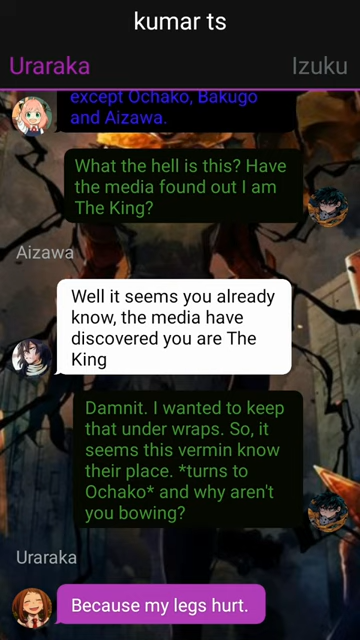 kumar ts
Uraraka
Izuku
except Ochako, Bakugo
and Aizawa.
What the hell is this? Have
the media found out I am
The King?
Aizawa
Well it seems you already
know, the media have
discovered you are The
King
Damnit. I wanted to keep
that under wraps. So, it
seems this vermin know
their place. *turns to
Ochako* and why aren't
you bowing?
Uraraka
Because my legs hurt.